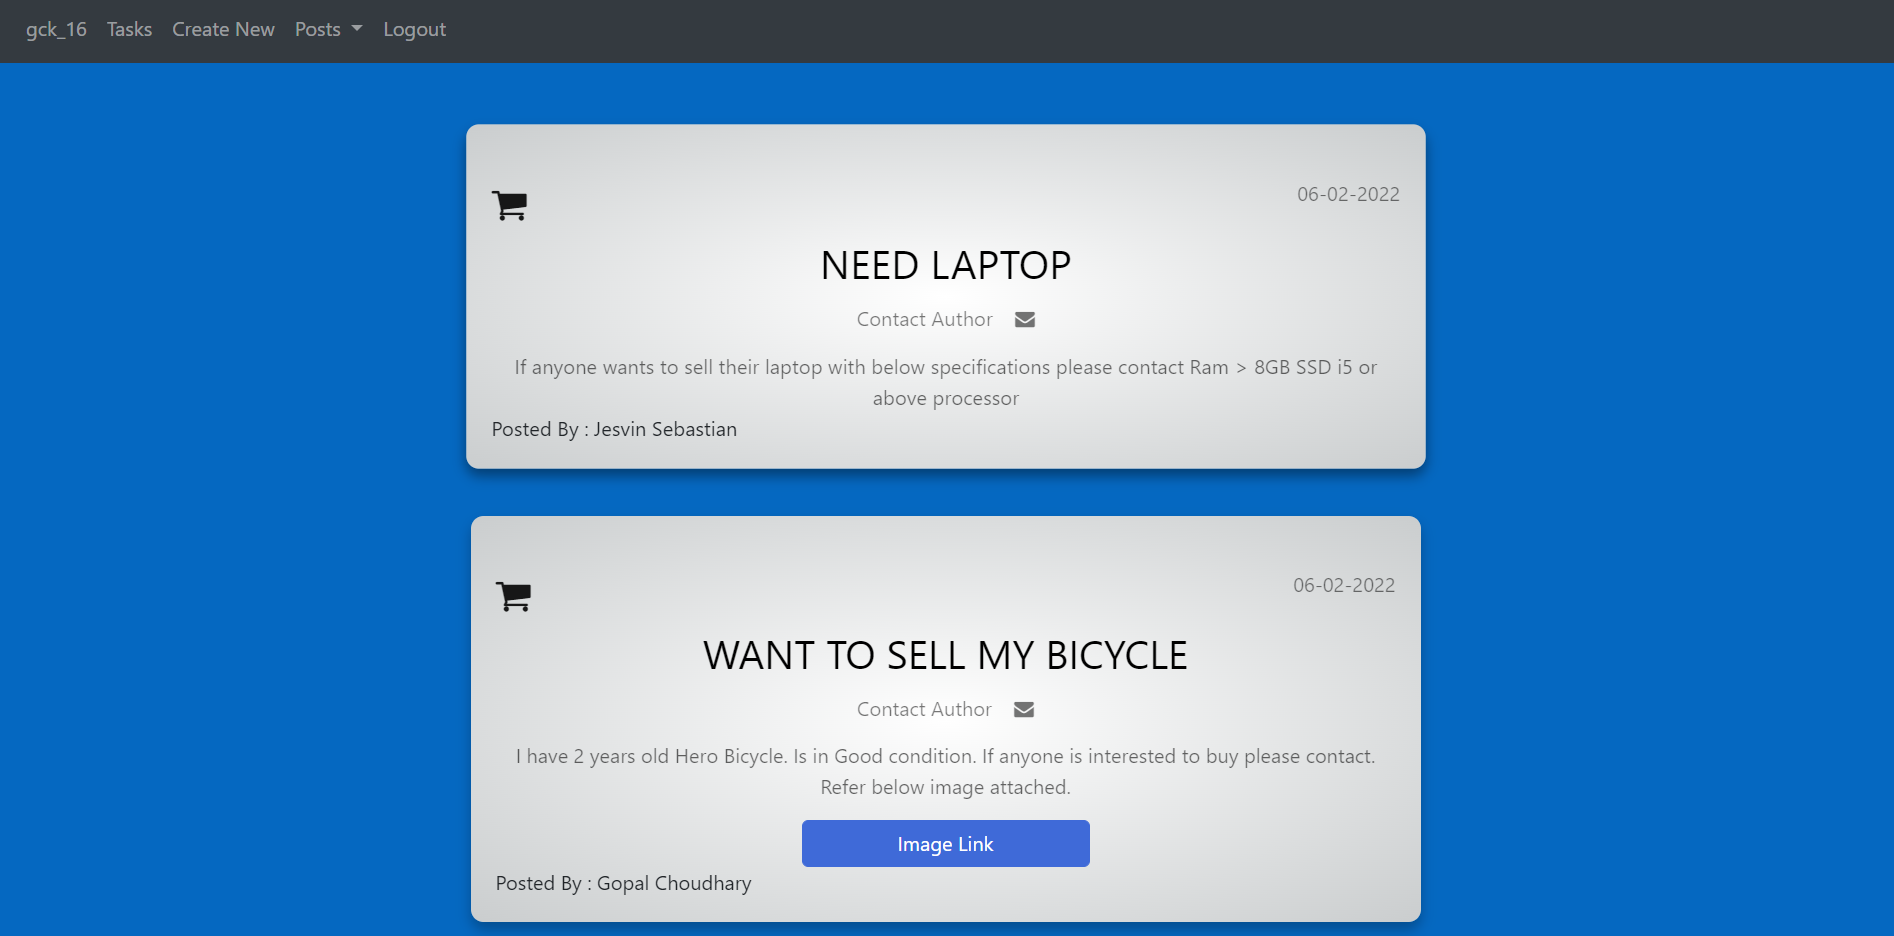 gck_16 Tasks Create New Posts Logout
06-02-2022
NEED LAPTOP
Contact Author
If anyone wants to sell their laptop with below specifications please contact Ram > 8GB SSD i5 or
above processor
Posted By : Jesvin Sebastian
06-02-2022
WANT TO SELL MY BICYCLE
Contact Author
I have 2 years old Hero Bicycle. Is in Good condition. If anyone is interested to buy please contact.
Refer below image attached.
Image Link
Posted By : Gopal Choudhary